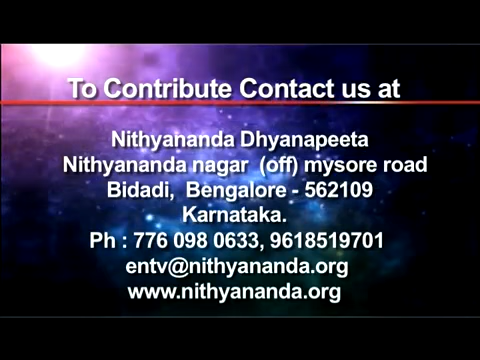 To Contribute Contact us at
Nithyananda Dhyanapeeta
Nithyananda nagar (off) mysore road
Bidadi, Bengalore - 562109
Karnataka.
Ph : 776 098 0633, 9618519701
entv@nithyananda.org
www.nithyananda.org